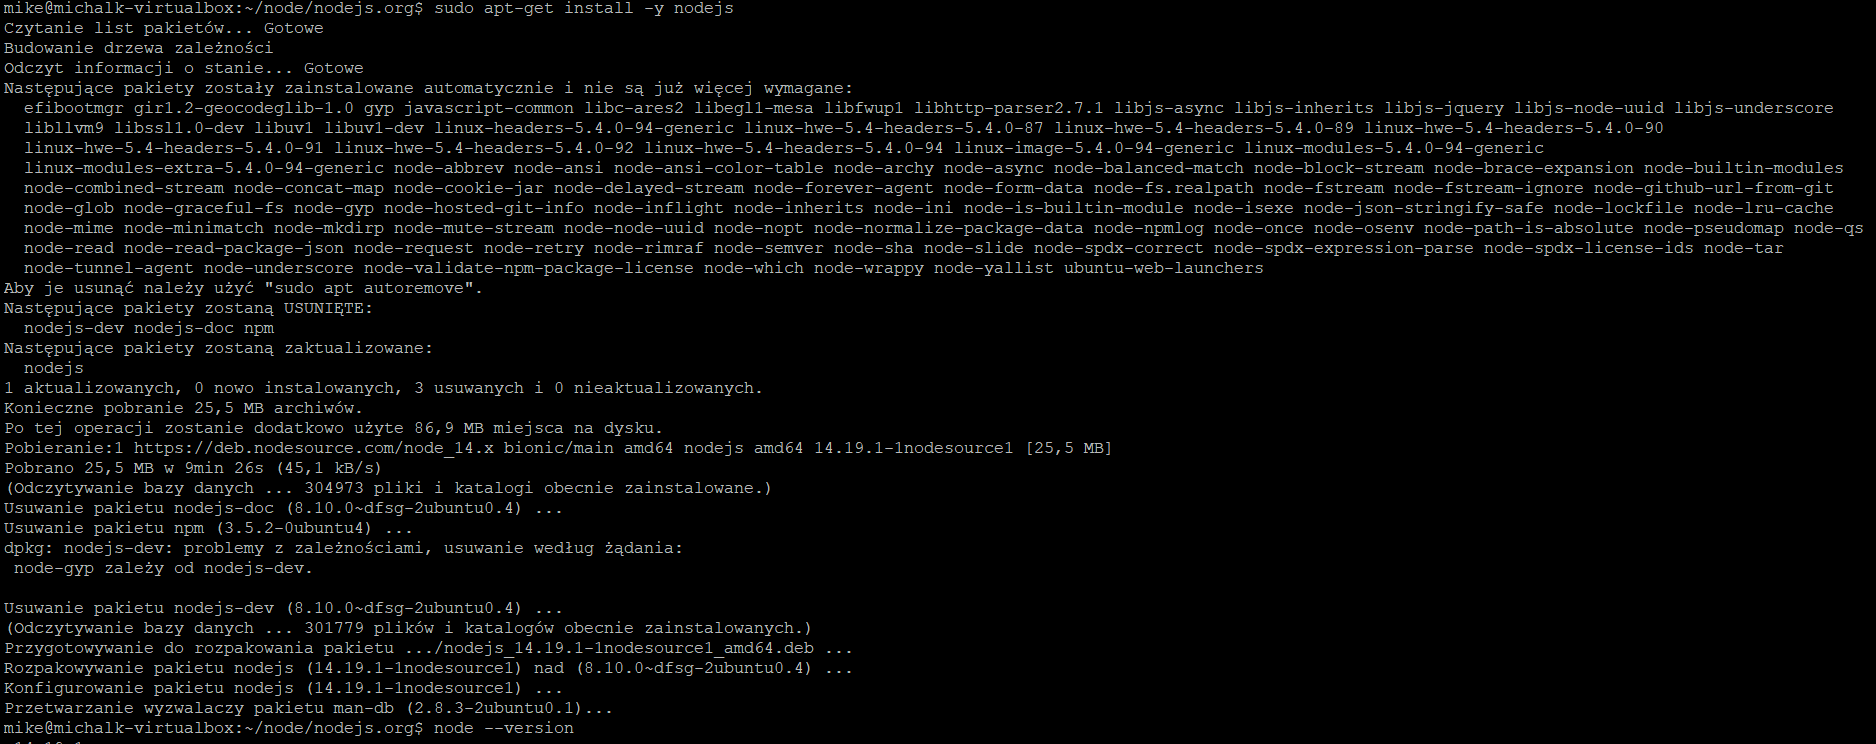 mike@michalk-virtualbox:~/node/nodejs.org$ sudo apt-get install -y nodejs
Czytanie list pakietów... Gotowe
Budowanie drzewa zależności
Odczyt informacji o stanie... Gotowe
Następujące pakiety zostały zainstalowane automatycznie i nie są już więcej wymagane:
  efibootmgr gir1.2-geocodeglib-1.0 gyp javascript-common libc-ares2 libegl1-mesa libfwup1 libhttp-parser2.7.1 libjs-async libjs-inherits libjs-jquery libjs-node-uuid libjs-underscore
  libllvm9 libssl1.0-dev libuv1 libuv1-dev linux-headers-5.4.0-94-generic linux-hwe-5.4-headers-5.4.0-87 linux-hwe-5.4-headers-5.4.0-89 linux-hwe-5.4-headers-5.4.0-90
  linux-hwe-5.4-headers-5.4.0-91 linux-hwe-5.4-headers-5.4.0-92 linux-hwe-5.4-headers-5.4.0-94 linux-image-5.4.0-94-generic linux-modules-5.4.0-94-generic
  linux-modules-extra-5.4.0-94-generic node-abbrev node-ansi node-ansi-color-table node-archy node-async node-balanced-match node-block-stream node-brace-expansion node-builtin-modules
  node-combined-stream node-concat-map node-cookie-jar node-delayed-stream node-forever-agent node-form-data node-fs.realpath node-fstream node-fstream-ignore node-github-url-from-git
  node-glob node-graceful-fs node-gyp node-hosted-git-info node-inflight node-inherits node-ini node-is-builtin-module node-isexe node-json-stringify-safe node-lockfile node-lru-cache
  node-mime node-minimatch node-mkdirp node-mute-stream node-node-uuid node-nopt node-normalize-package-data node-npmlog node-once node-osenv node-path-is-absolute node-pseudomap node-qs
  node-read node-read-package-json node-request node-retry node-rimraf node-semver node-sha node-slide node-spdx-correct node-spdx-expression-parse node-spdx-license-ids node-tar
  node-tunnel-agent node-underscore node-validate-npm-package-license node-which node-wrappy node-yallist ubuntu-web-launchers
Aby je usunąć należy użyć "sudo apt autoremove".
Następujące pakiety zostaną USUNIĘTE:
  nodejs-dev nodejs-doc npm
Następujące pakiety zostaną zaktualizowane:
  nodejs
1 aktualizowanych, 0 nowo instalowanych, 3 usuwanych i 0 nieaktualizowanych.
Konieczne pobranie 25,5 MB archiwów.
Po tej operacji zostanie dodatkowo użyte 86,9 MB miejsca na dysku.
Pobieranie:1 https://deb.nodesource.com/node_14.x bionic/main amd64 nodejs amd64 14.19.1-1nodesource1 [25,5 MB]
Pobrano 25,5 MB w 9min 26s (45,1 kB/s)
(Odczytywanie bazy danych ... 304973 pliki i katalogi obecnie zainstalowane.)
Usuwanie pakietu nodejs-doc (8.10.0~dfsg-2ubuntu0.4) ...
Usuwanie pakietu npm (3.5.2-0ubuntu4) ...
dpkg: nodejs-dev: problemy z zależnościami, usuwanie według żądania:
 node-gyp zależy od nodejs-dev.

Usuwanie pakietu nodejs-dev (8.10.0~dfsg-2ubuntu0.4) ...
(Odczytywanie bazy danych ... 301779 plików i katalogów obecnie zainstalowanych.)
Przygotowywanie do rozpakowania pakietu .../nodejs_14.19.1-1nodesource1_amd64.deb ...
Rozpakowywanie pakietu nodejs (14.19.1-1nodesource1) nad (8.10.0~dfsg-2ubuntu0.4) ...
Konfigurowanie pakietu nodejs (14.19.1-1nodesource1) ...
Przetwarzanie wyzwalaczy pakietu man-db (2.8.3-2ubuntu0.1)...
mike@michalk-virtualbox:~/node/nodejs.org$ node --version